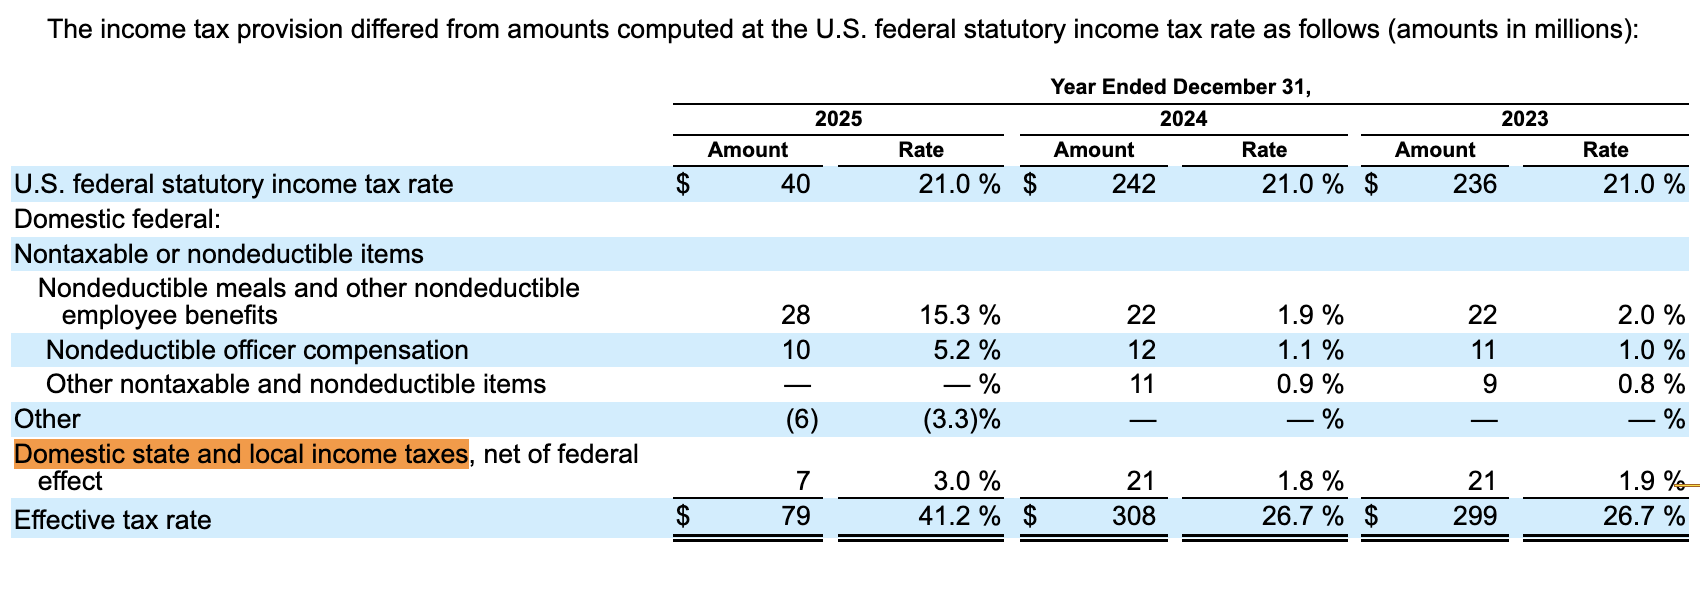 The income tax provision differed from amounts computed at the U.S. federal statutory income tax rate as follows (amounts in millions):
Year Ended December 31,
2025 2024 2023
Amount Rate Amount Rate Amount Rate
U.S. federal statutory income tax rate $ 40 21.0 % $ 242 21.0 % $ 236 21.0 %
Domestic federal:
Nontaxable or nondeductible items
Nondeductible meals and other nondeductible
employee benefits 28 15.3 % 22 1.9 % 22 2.0 %
Nondeductible officer compensation 10 5.2 % 12 1.1 % 11 1.0 %
Other nontaxable and nondeductible items — — % 11 0.9 % 9 0.8 %
Other (6) (3.3)% — — % — — %
Domestic state and local income taxes, net of federal
effect 7 3.0 % 21 1.8 % 21 1.9 %
Effective tax rate $ 79 41.2 % $ 308 26.7 % $ 299 26.7 %